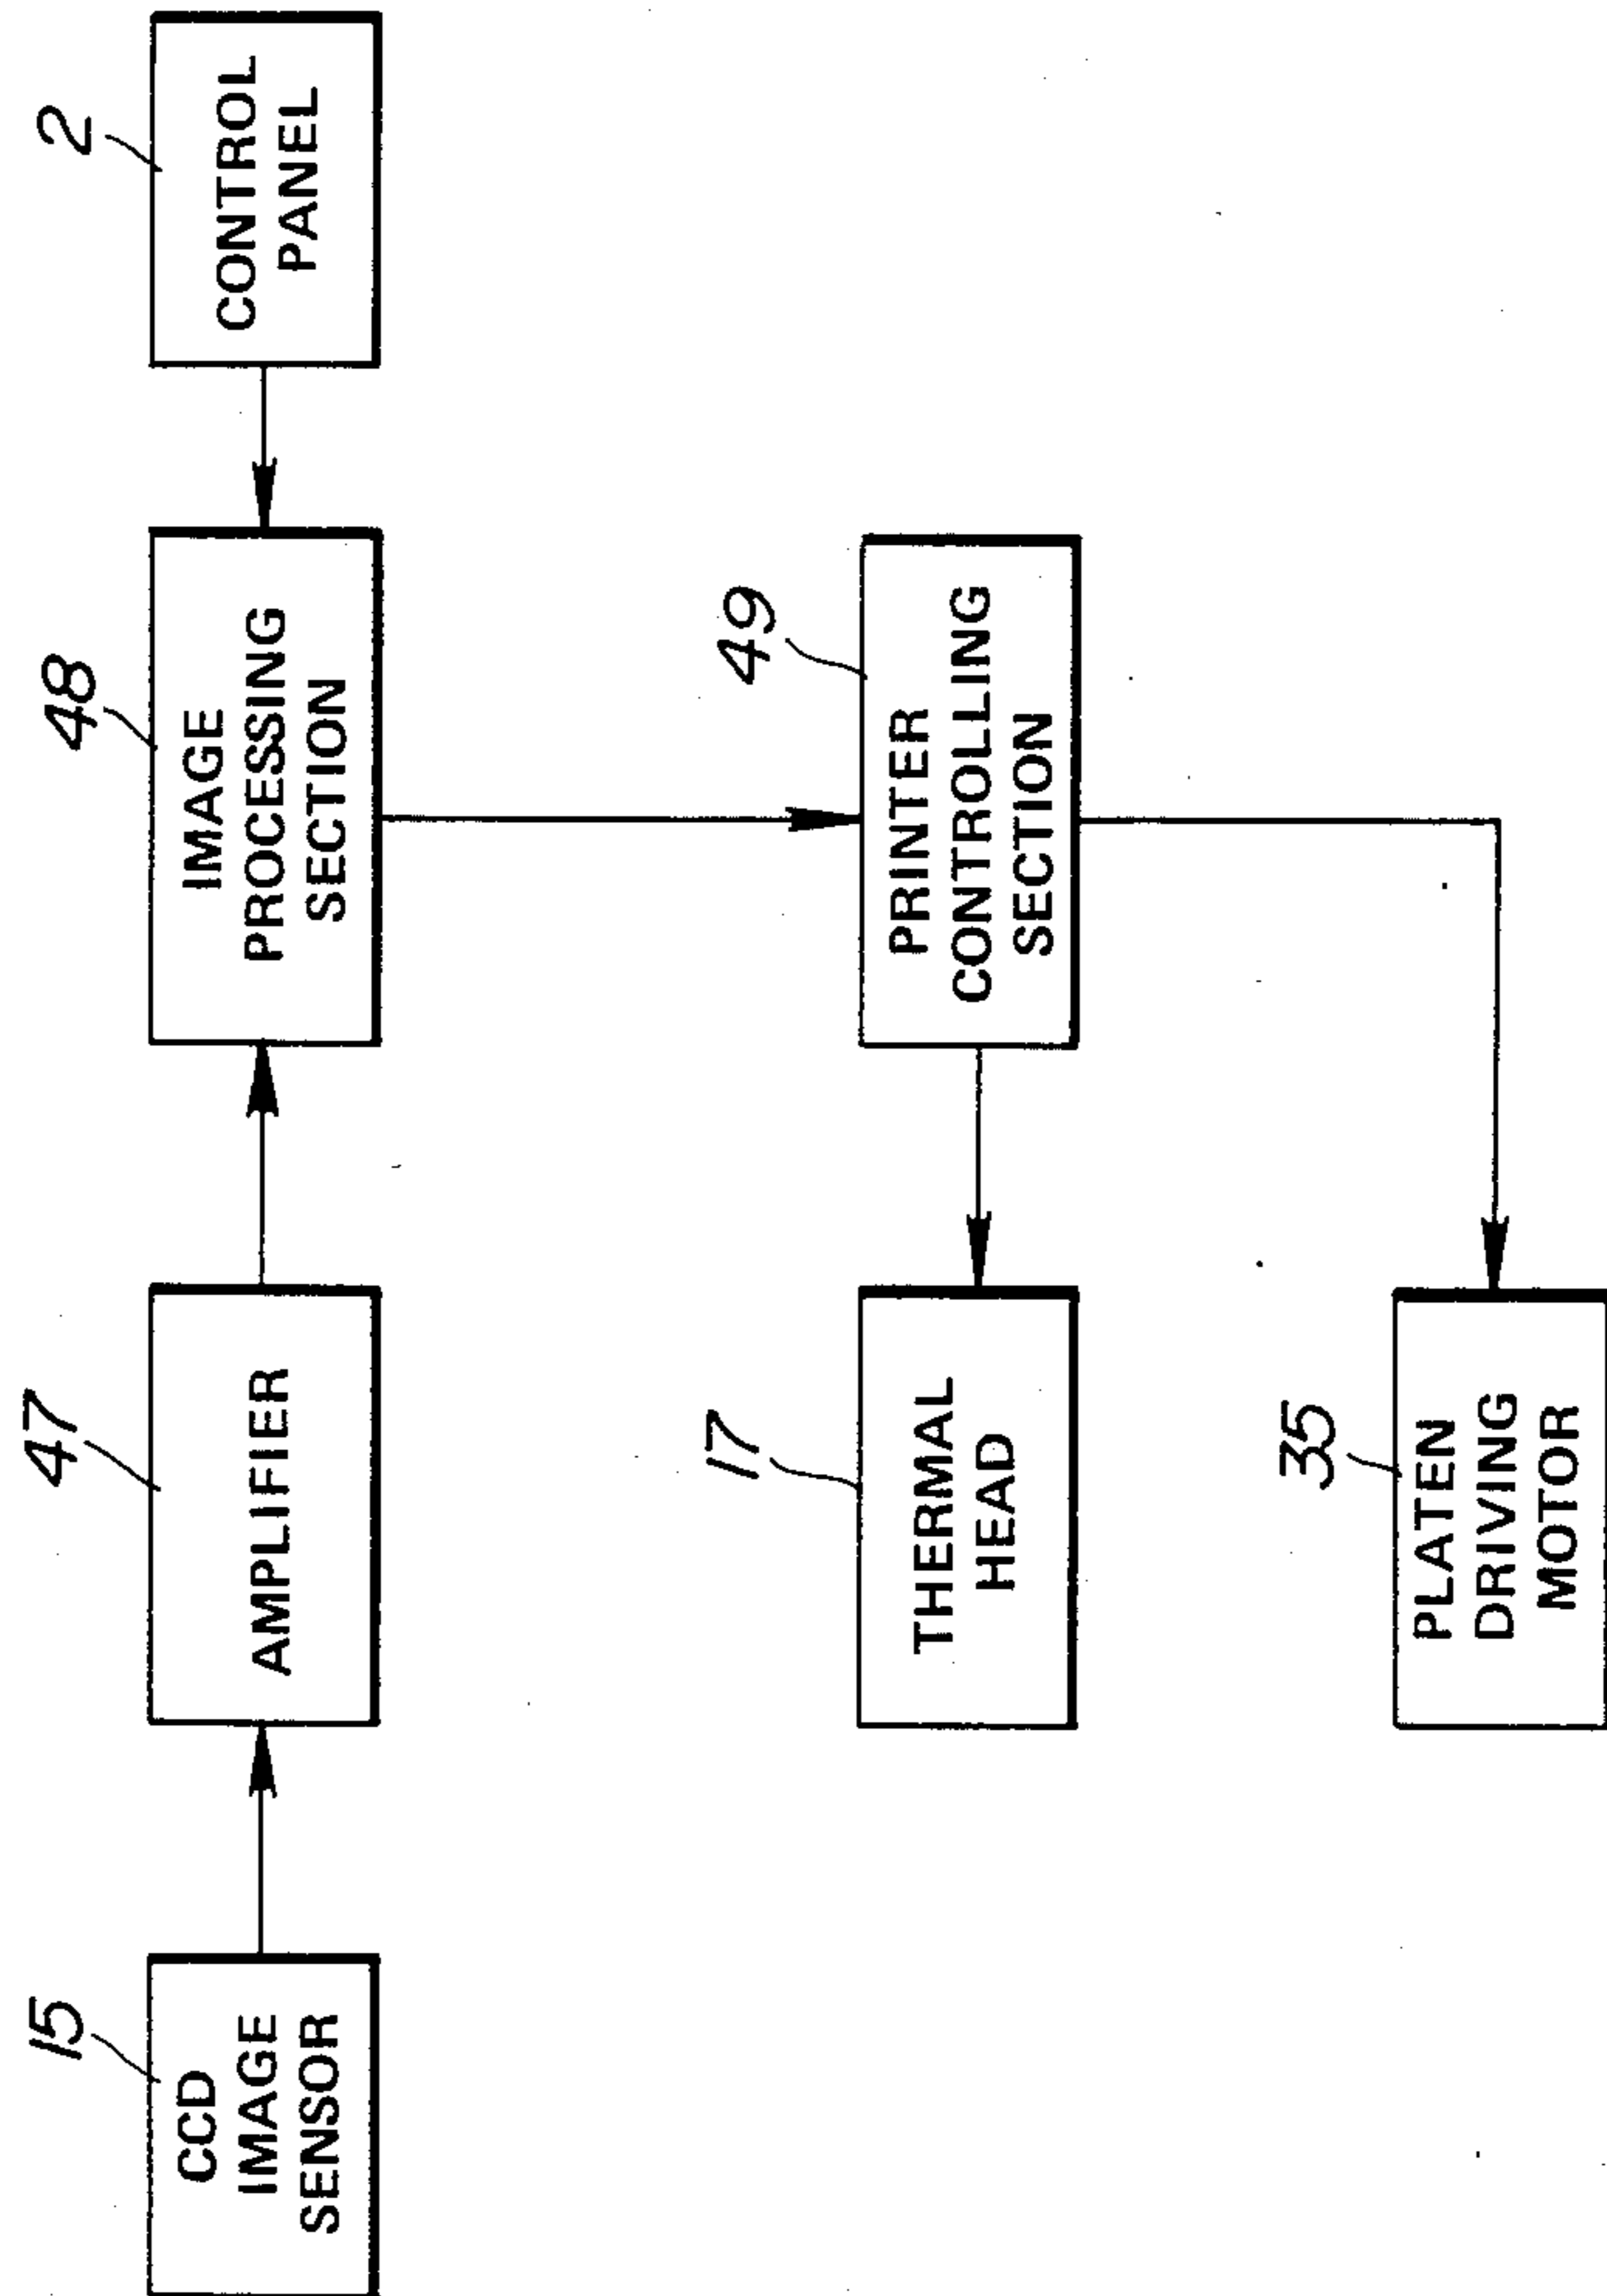 15
CCD
IMAGE
SENSOR
47
AMPLIFIER
48
IMAGE
PROCESSING
SECTION
2
CONTROL
PANEL
17
THERMAL
HEAD
49
PRINTER
CONTROLLING
SECTION
35
PLATEN
DRIVING
MOTOR